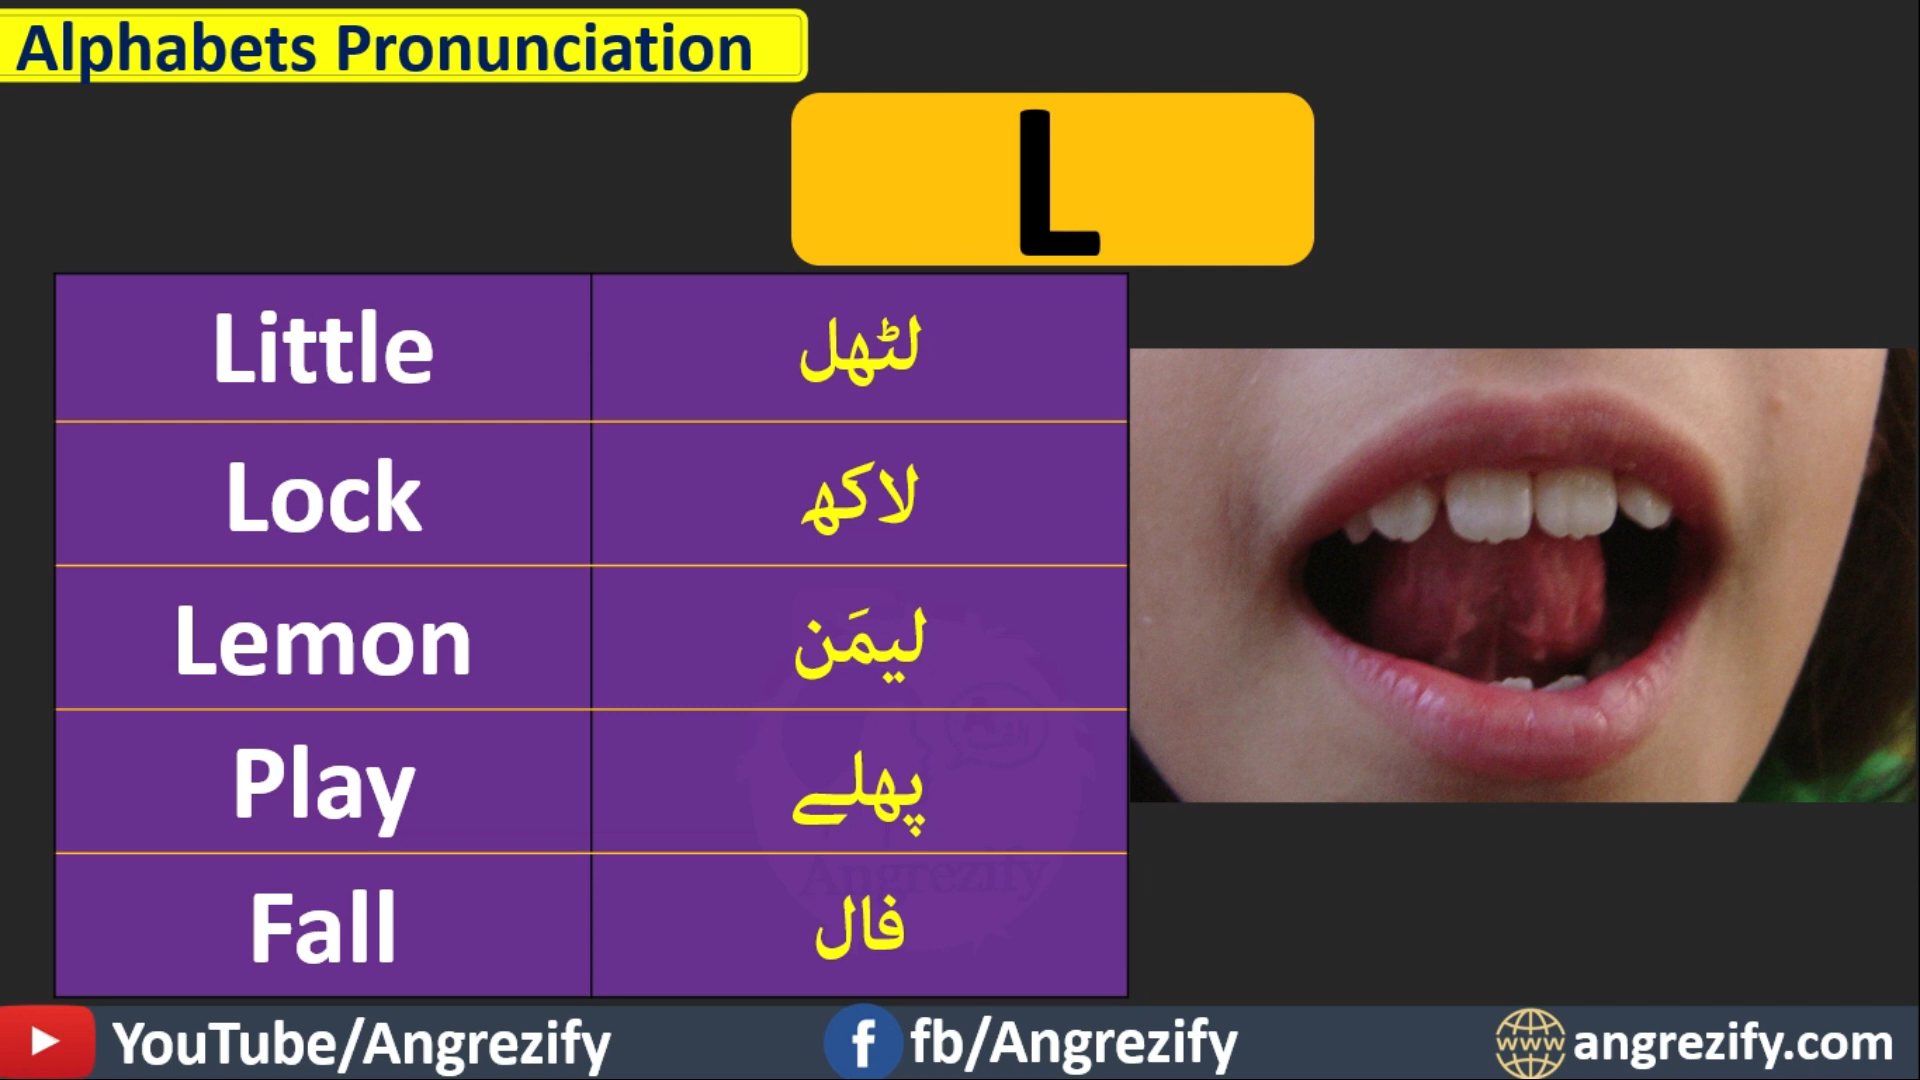 Alphabets Pronunciation
L
Little لٹھل
Lock لاکھ
Lemon لیمَن
Play پھلے
Fall فال
Angrezify
YouTube/Angrezify fb/Angrezify www angrezify.com